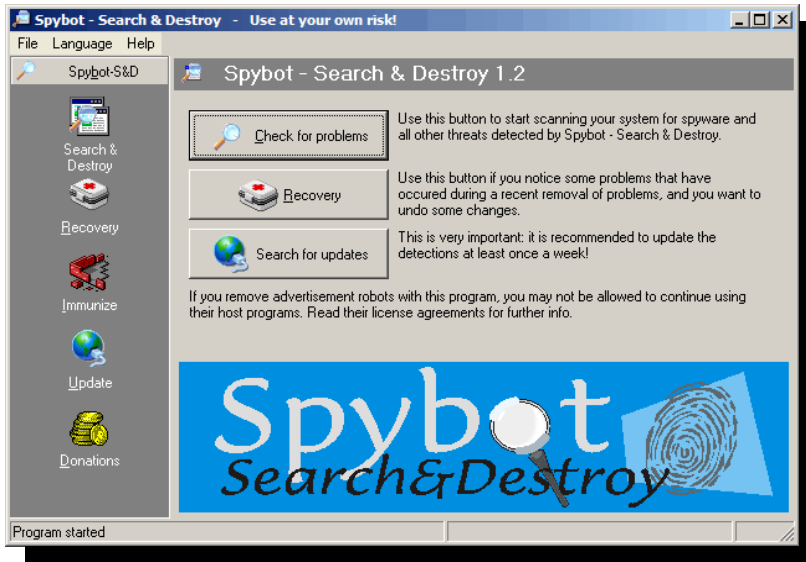 Spybot - Search & Destroy - Use at your own risk!
File Language Help
Spybot-S&D
Search &
Destroy
Recovery
Immunize
Update
Donations
Spybot - Search & Destroy 1.2
Check for problems
Use this button to start scanning your system for spyware and
all other threats detected by Spybot - Search & Destroy.
Recovery
Use this button if you notice some problems that have
occured during a recent removal of problems, and you want to
undo some changes.
Search for updates
This is very important: it is recommended to update the
detections at least once a week!
If you remove advertisement robots with this program, you may not be allowed to continue using
their host programs. Read their license agreements for further info.
Spybot
Search&Destroy
Program started